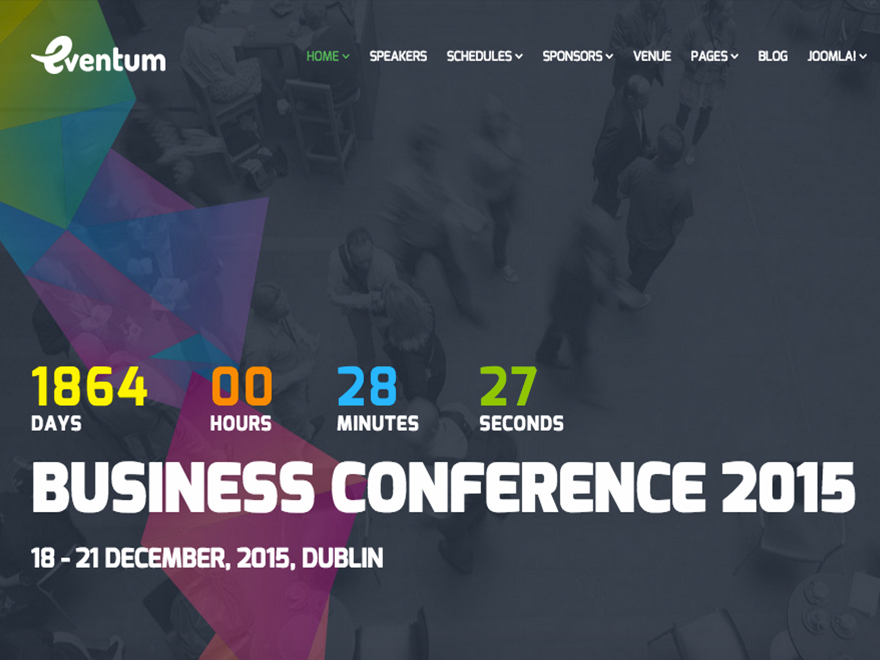 eventum
HOME SPEAKERS SCHEDULES SPONSORS VENUE PAGES BLOG JOOMLA!
1864 00 28 27
DAYS HOURS MINUTES SECONDS
BUSINESS CONFERENCE 2015
18 - 21 DECEMBER, 2015, DUBLIN